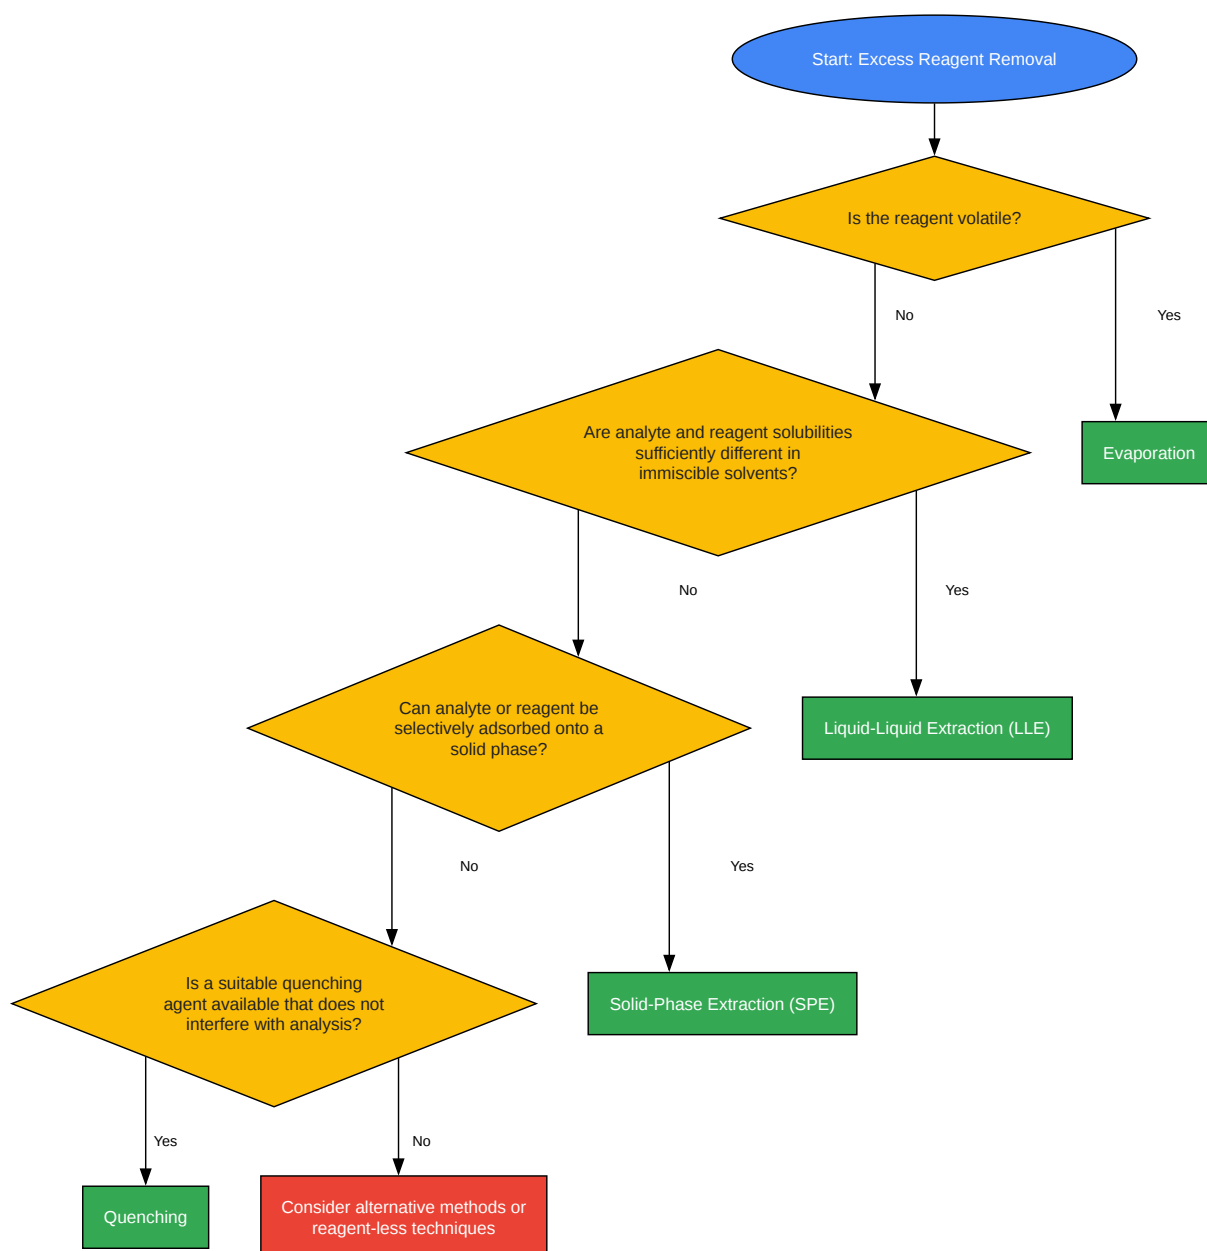 Start: Excess Reagent Removal
Is the reagent volatile?
No
Yes
Are analyte and reagent solubilities
sufficiently different in
immiscible solvents?
Evaporation
No
Yes
Can analyte or reagent be
selectively adsorbed onto a
solid phase?
Liquid-Liquid Extraction (LLE)
No
Yes
Is a suitable quenching
agent available that does not
interfere with analysis?
Solid-Phase Extraction (SPE)
Yes
No
Quenching
Consider alternative methods or
reagent-less techniques